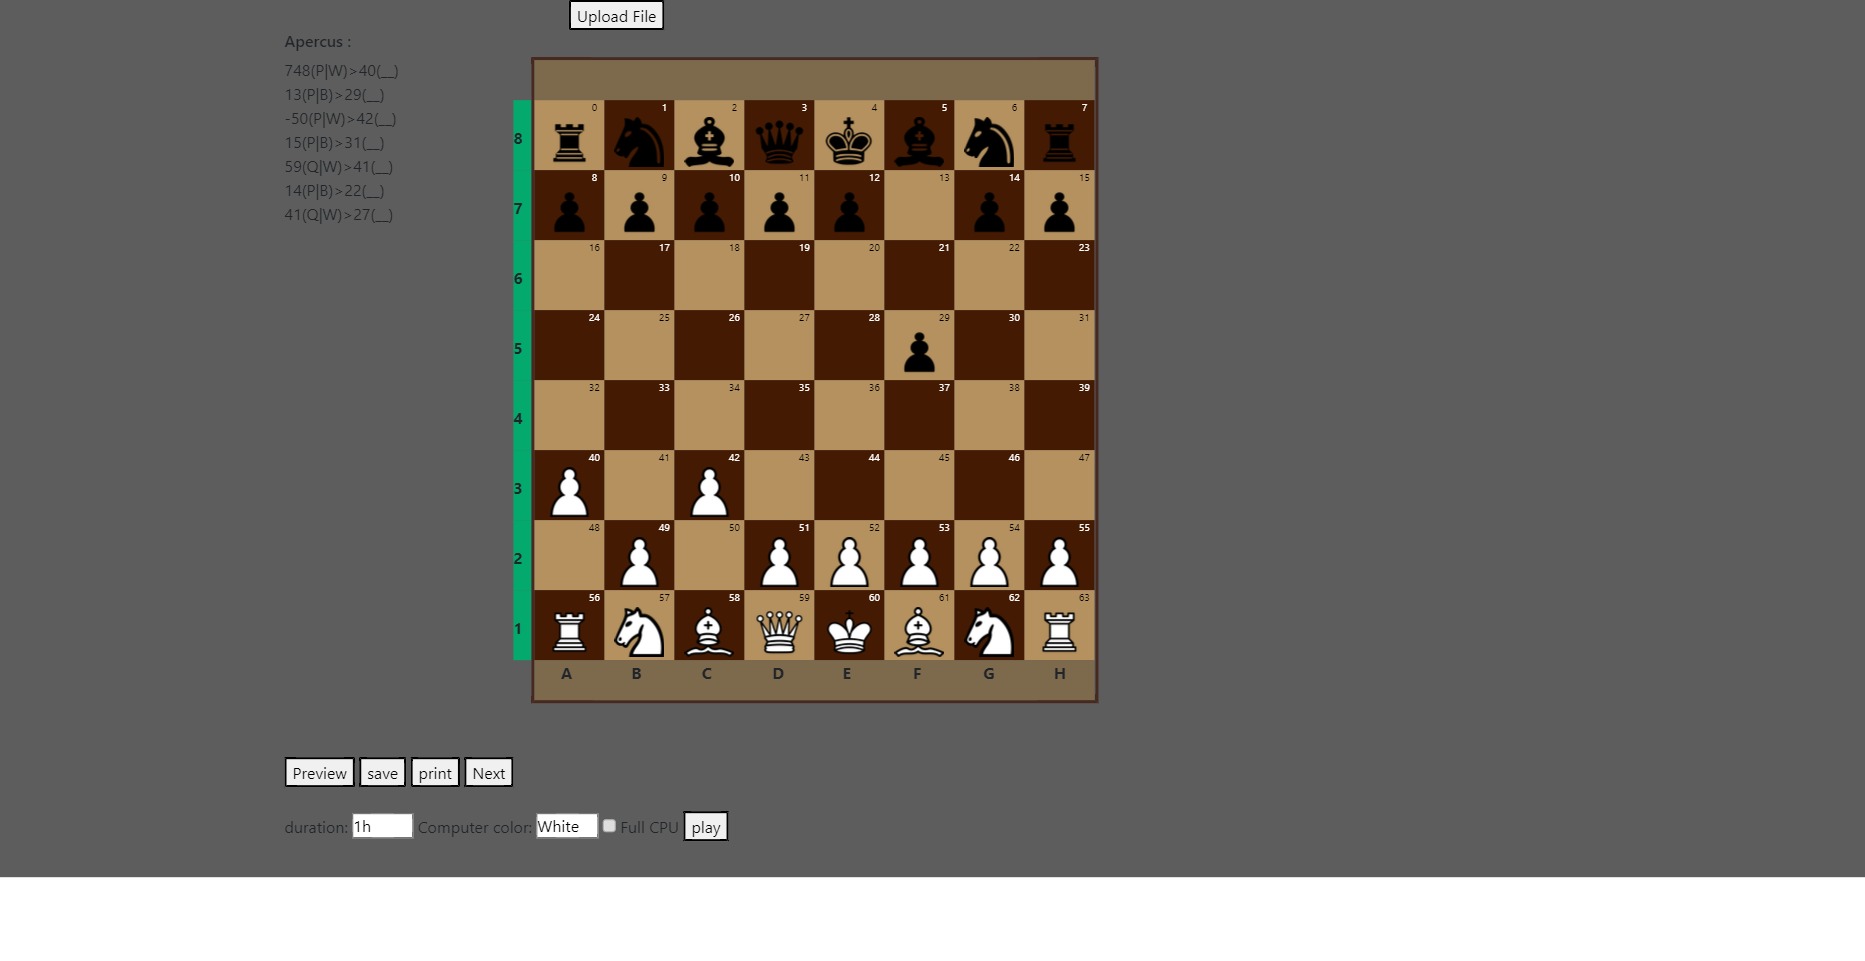 Upload File
Apercus :
748(P|W)>40(__)
13(P|B)>29(__)
-50(P|W)>42(__)
15(P|B)>31(__)
59(Q|W)>41(__)
14(P|B)>22(__)
41(Q|W)>27(__)
0 1 2 3 4 5 6 7
8
8 9 10 11 12 13 14 15
7
16 17 18 19 20 21 22 23
6
24 25 26 27 28 29 30 31
5
32 33 34 35 36 37 38 39
4
40 41 42 43 44 45 46 47
3
48 49 50 51 52 53 54 55
2
56 57 58 59 60 61 62 63
1
A B C D E F G H
Preview save print Next
duration: 1h Computer color: White Full CPU play